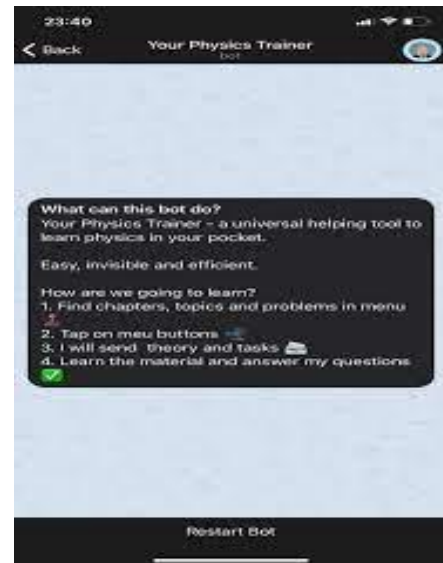 23:40
Back
Your Physics Trainer
bot
What can this bot do?
Your Physics Trainer – a universal helping tool to
learn physics in your pocket.
Easy, invisible and efficient.
How are we going to learn?
1. Find chapters, topics and problems in menu
2. Tap on meu buttons
3. I will send theory and tasks
4. Learn the material and answer my questions
Restart Bot